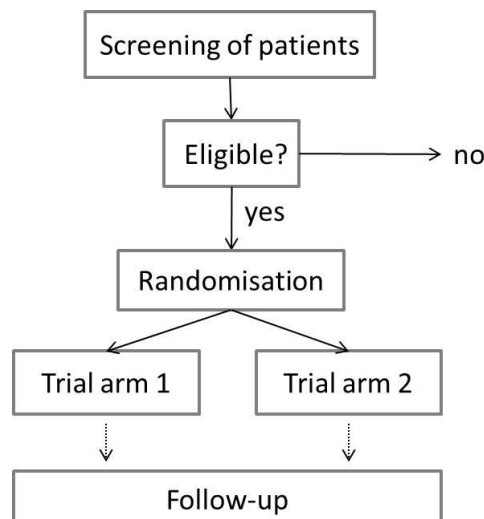 Screening of patients
Eligible?
no
yes
Randomisation
Trial arm 1
Trial arm 2
Follow-up